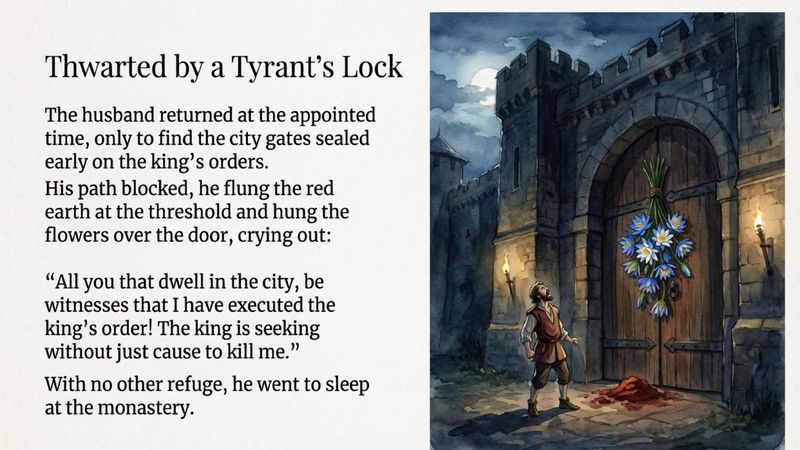 Thwarted by a Tyrant’s Lock
The husband returned at the appointed
time, only to find the city gates sealed
early on the king’s orders.
His path blocked, he flung the red
earth at the threshold and hung the
flowers over the door, crying out:
“All you that dwell in the city, be
witnesses that I have executed the
king’s order! The king is seeking
without just cause to kill me.”
With no other refuge, he went to sleep
at the monastery.